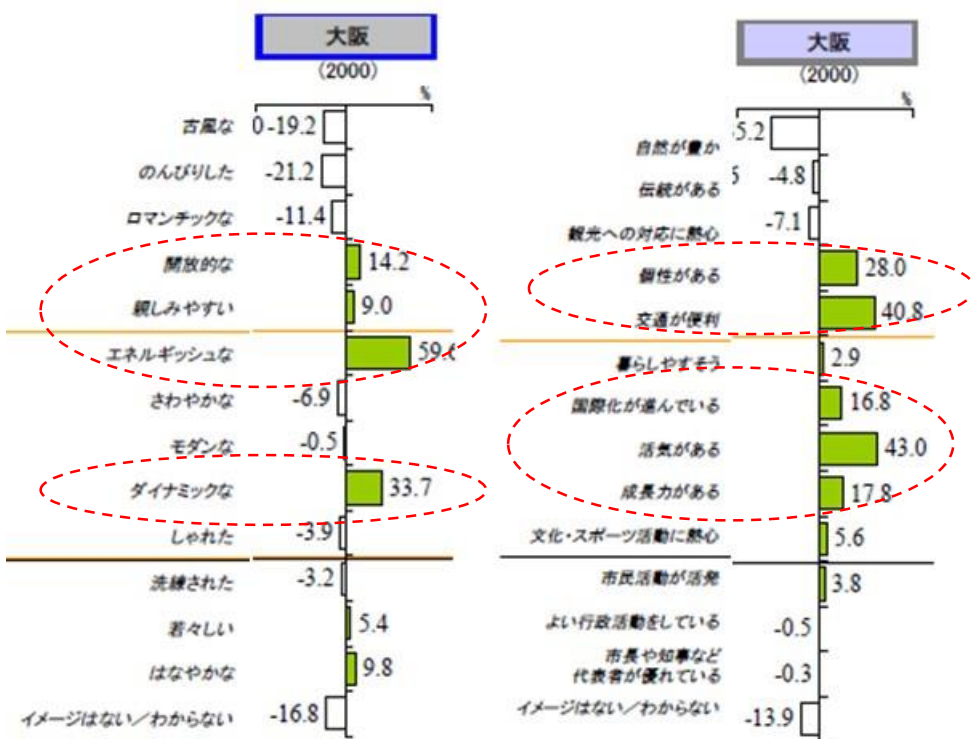 大阪
(2000)
%
古風な 0 -19.2
のんびりした -21.2
ロマンチックな -11.4
開放的な 14.2
親しみやすい 9.0
エネルギッシュな 59.6
さわやかな -6.9
モダンな -0.5
ダイナミックな 33.7
しゃれた -3.9
洗練された -3.2
若々しい 5.4
はなやかな 9.8
イメージはない／わからない -16.8
大阪
(2000)
%
自然が豊か 5.2
伝統がある -4.8
観光への対応に熱心 -7.1
個性がある 28.0
交通が便利 40.8
暮らしやすそう 2.9
国際化が進んでいる 16.8
活気がある 43.0
成長力がある 17.8
文化・スポーツ活動に熱心 5.6
市民活動が活発 3.8
よい行政活動をしている -0.5
市長や知事など
代表者が優れている -0.3
イメージはない／わからない -13.9